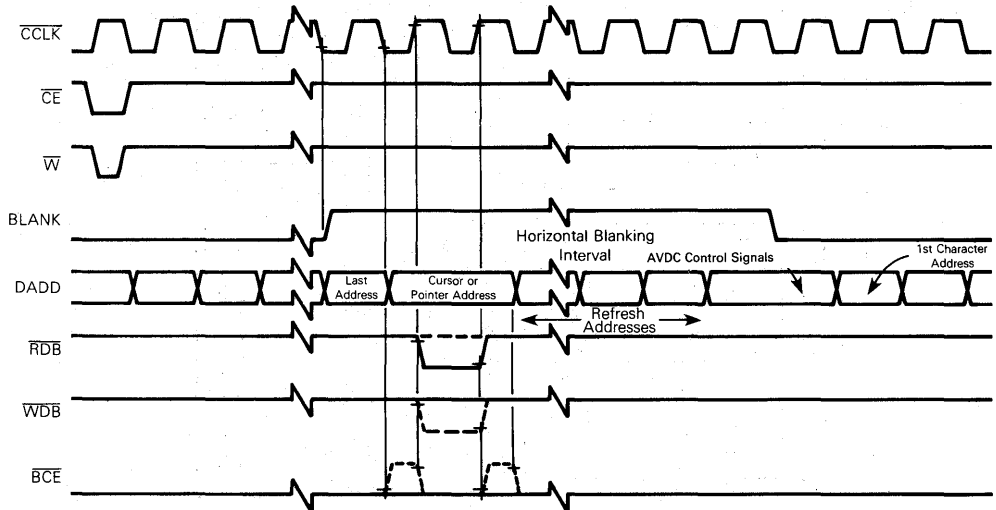 CCLK
CE
W
BLANK
Horizontal Blanking
Interval
AVDC Control Signals
1st Character
Address
DADD
Last
Address
Cursor or
Pointer Address
Refresh
Addresses
RDB
WDB
BCE